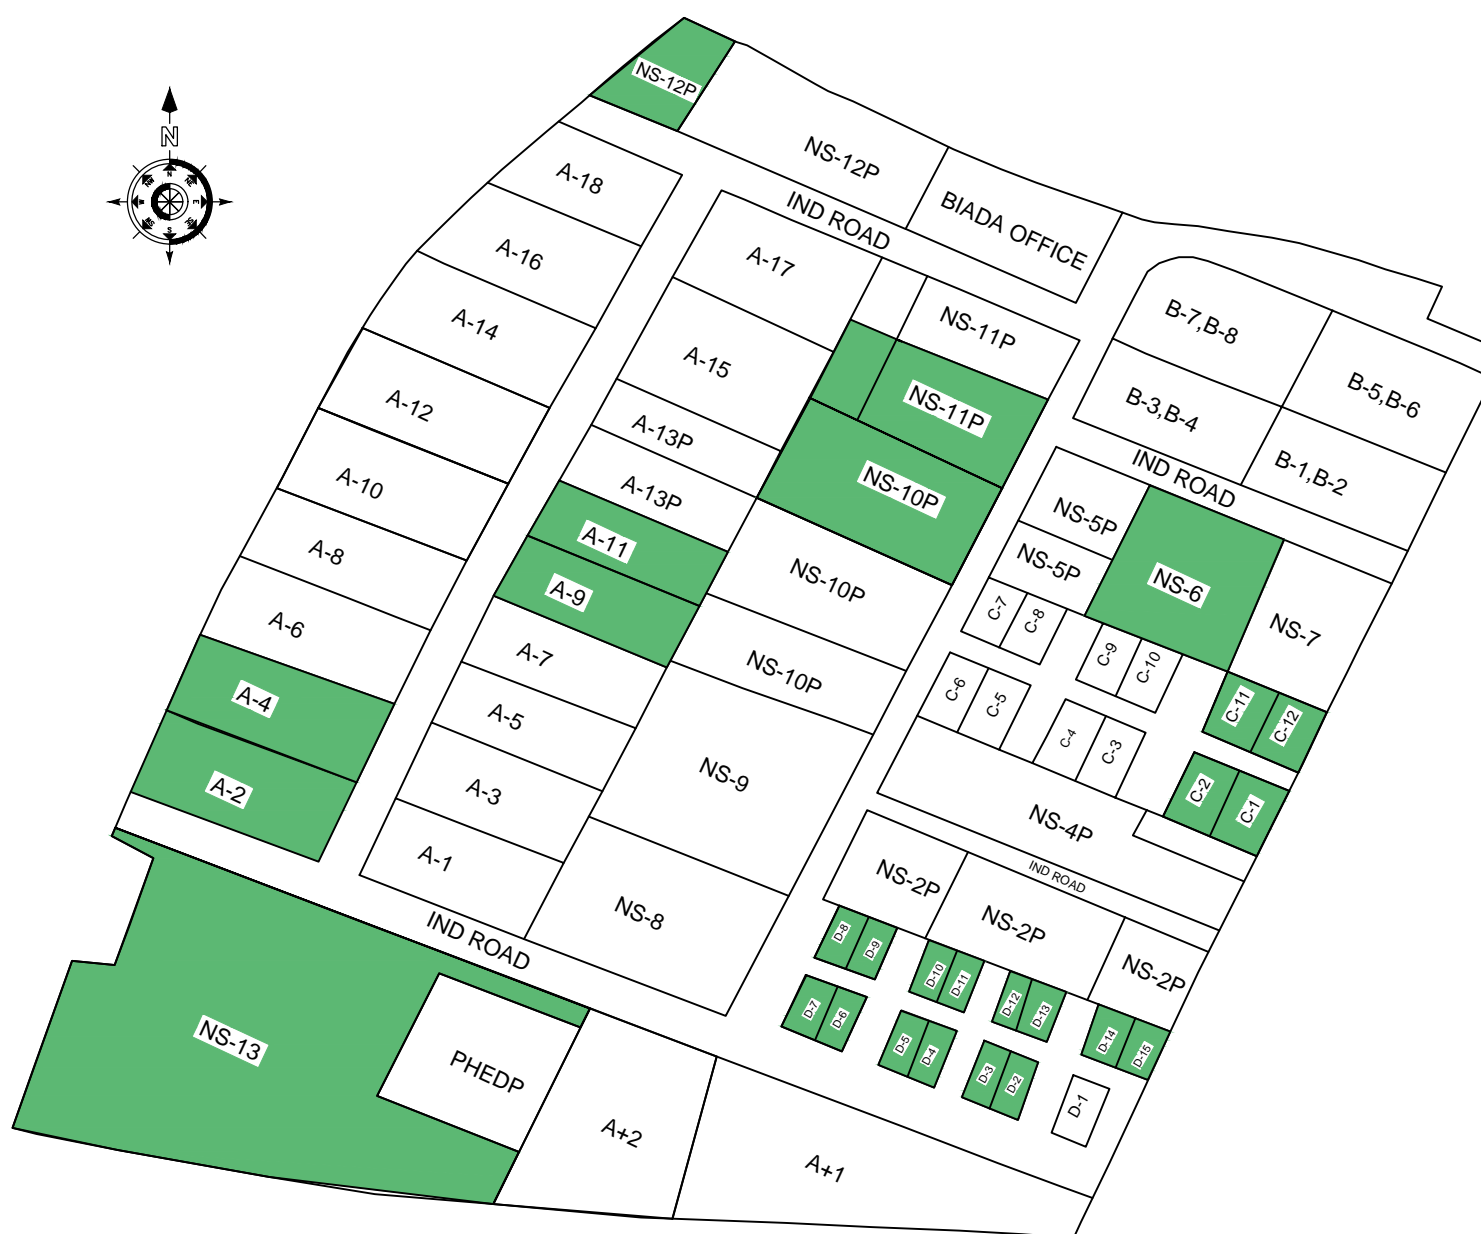 NS-12P
N
N
NE
E
SE
S
SW
W
NW
NS-12P
BIADA OFFICE
IND ROAD
A-18
A-16
A-14
A-12
A-10
A-8
A-6
A-4
A-2
A-17
A-15
A-13P
A-13P
A-11
A-9
A-7
A-5
A-3
A-1
NS-11P
NS-11P
NS-10P
NS-10P
NS-10P
NS-9
NS-8
B-7,B-8
B-5,B-6
B-3,B-4
B-1,B-2
IND ROAD
NS-5P
NS-5P
NS-6
NS-7
C-7
C-8
C-9
C-10
C-11
C-12
C-6
C-5
C-4
C-3
C-2
C-1
NS-4P
IND ROAD
NS-2P
NS-2P
NS-2P
D-8
D-9
D-10
D-11
D-12
D-13
D-14
D-15
D-7
D-6
D-5
D-4
D-3
D-2
D-1
IND ROAD
NS-13
PHEDP
A+2
A+1